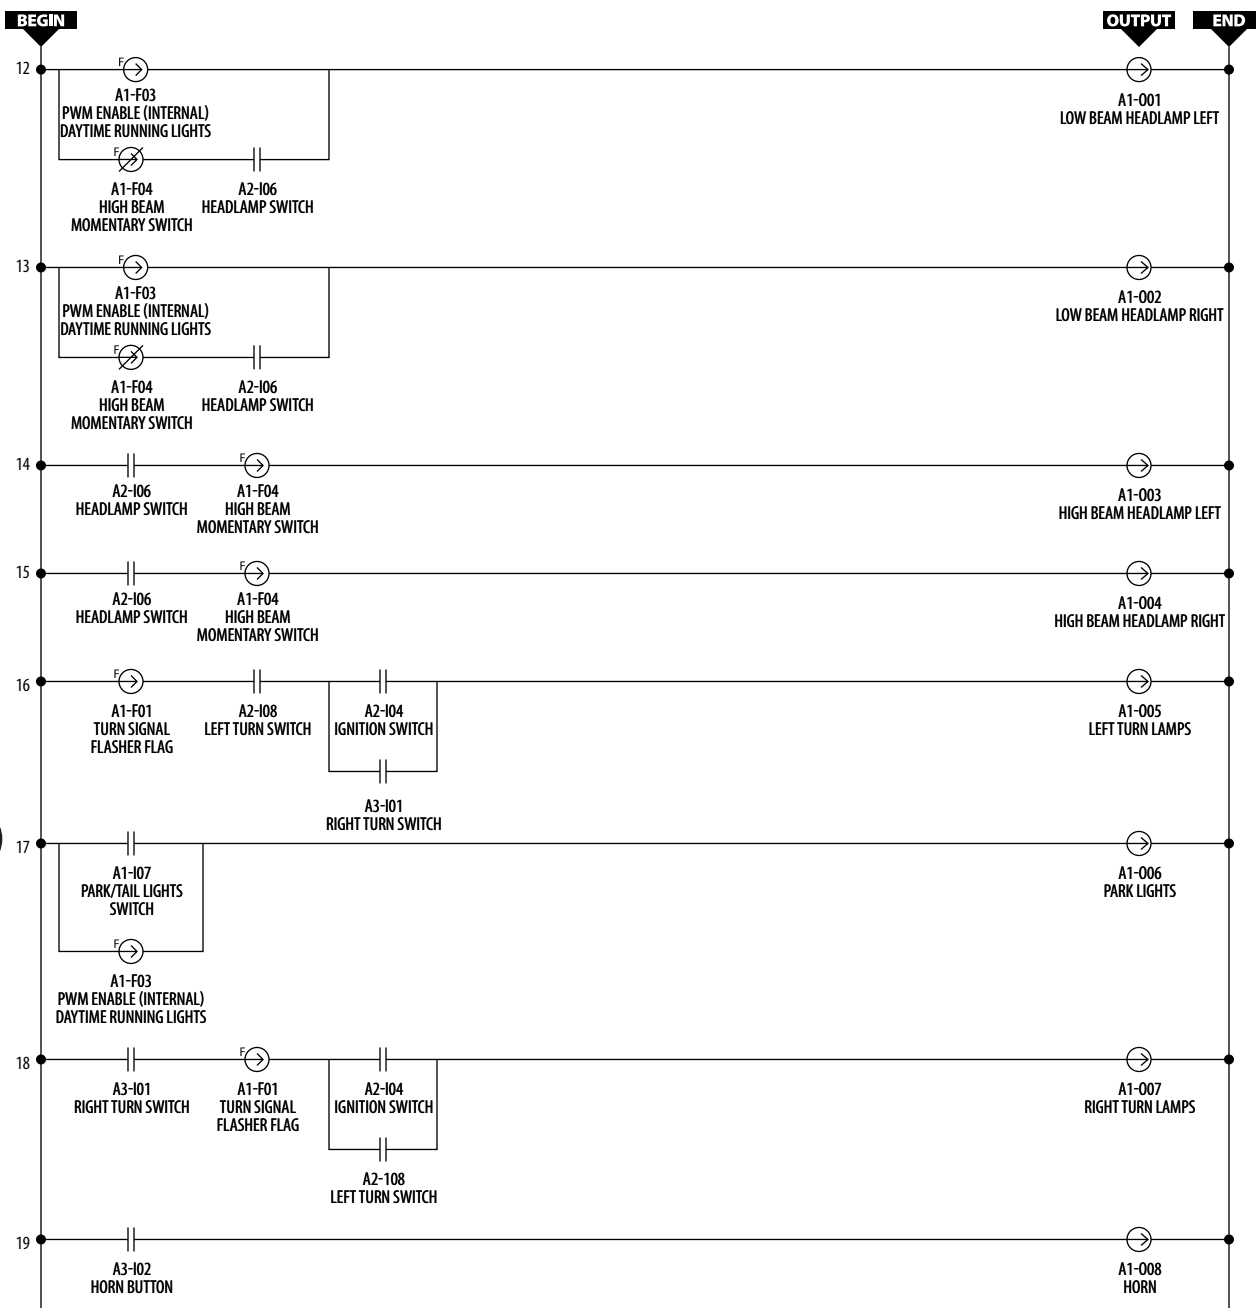 BEGIN
OUTPUT
END
12
F
A1-F03
PWM ENABLE (INTERNAL)
DAYTIME RUNNING LIGHTS
A1-O01
LOW BEAM HEADLAMP LEFT
F
A1-F04
HIGH BEAM
MOMENTARY SWITCH
A2-I06
HEADLAMP SWITCH
13
F
A1-F03
PWM ENABLE (INTERNAL)
DAYTIME RUNNING LIGHTS
A1-O02
LOW BEAM HEADLAMP RIGHT
F
A1-F04
HIGH BEAM
MOMENTARY SWITCH
A2-I06
HEADLAMP SWITCH
14
A2-I06
HEADLAMP SWITCH
F
A1-F04
HIGH BEAM
MOMENTARY SWITCH
A1-O03
HIGH BEAM HEADLAMP LEFT
15
A2-I06
HEADLAMP SWITCH
F
A1-F04
HIGH BEAM
MOMENTARY SWITCH
A1-O04
HIGH BEAM HEADLAMP RIGHT
16
F
A1-F01
TURN SIGNAL
FLASHER FLAG
A2-I08
LEFT TURN SWITCH
A2-I04
IGNITION SWITCH
A1-O05
LEFT TURN LAMPS
A3-I01
RIGHT TURN SWITCH
17
A1-I07
PARK/TAIL LIGHTS
SWITCH
A1-O06
PARK LIGHTS
F
A1-F03
PWM ENABLE (INTERNAL)
DAYTIME RUNNING LIGHTS
18
A3-I01
RIGHT TURN SWITCH
F
A1-F01
TURN SIGNAL
FLASHER FLAG
A2-I04
IGNITION SWITCH
A1-O07
RIGHT TURN LAMPS
A2-108
LEFT TURN SWITCH
19
A3-I02
HORN BUTTON
A1-O08
HORN